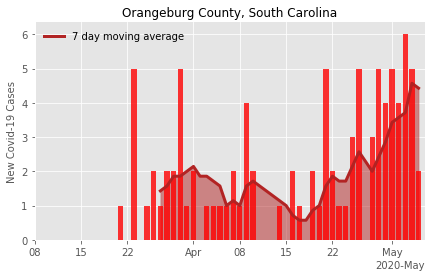 Orangeburg County, South Carolina
7 day moving average
New Covid-19 Cases
6
5
4
3
2
1
0
08 15 22 Apr 08 15 22 May
2020-May